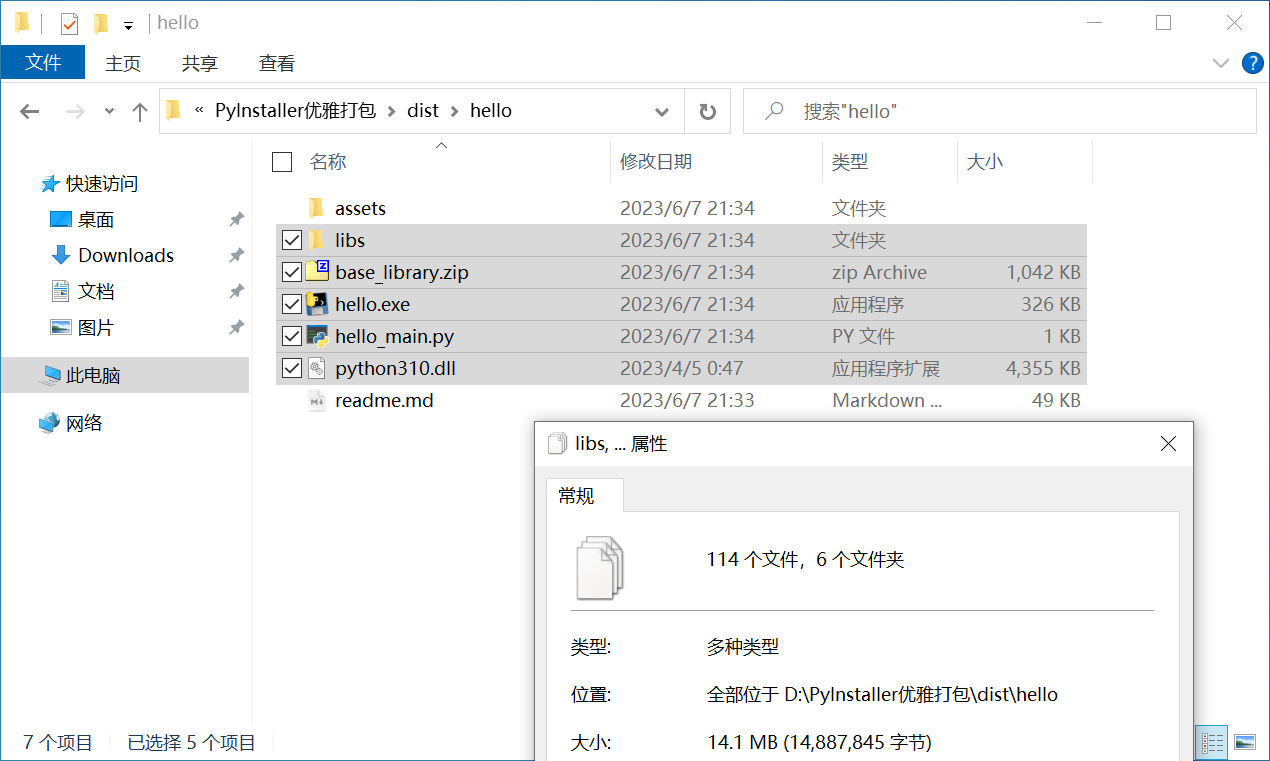 hello
文件 主页 共享 查看 ?
« PyInstaller优雅打包 dist hello 搜索"hello"
名称 修改日期 类型 大小
快速访问
桌面
Downloads
文档
图片
此电脑
网络
assets 2023/6/7 21:34 文件夹
libs 2023/6/7 21:34 文件夹
base_library.zip 2023/6/7 21:34 zip Archive 1,042 KB
hello.exe 2023/6/7 21:34 应用程序 326 KB
hello_main.py 2023/6/7 21:34 PY 文件 1 KB
python310.dll 2023/4/5 0:47 应用程序扩展 4,355 KB
readme.md 2023/6/7 21:33 Markdown ... 49 KB
libs, ... 属性
常规
114 个文件，6 个文件夹
类型: 多种类型
位置: 全部位于 D:\PyInstaller优雅打包\dist\hello
大小: 14.1 MB (14,887,845 字节)
7 个项目 已选择 5 个项目